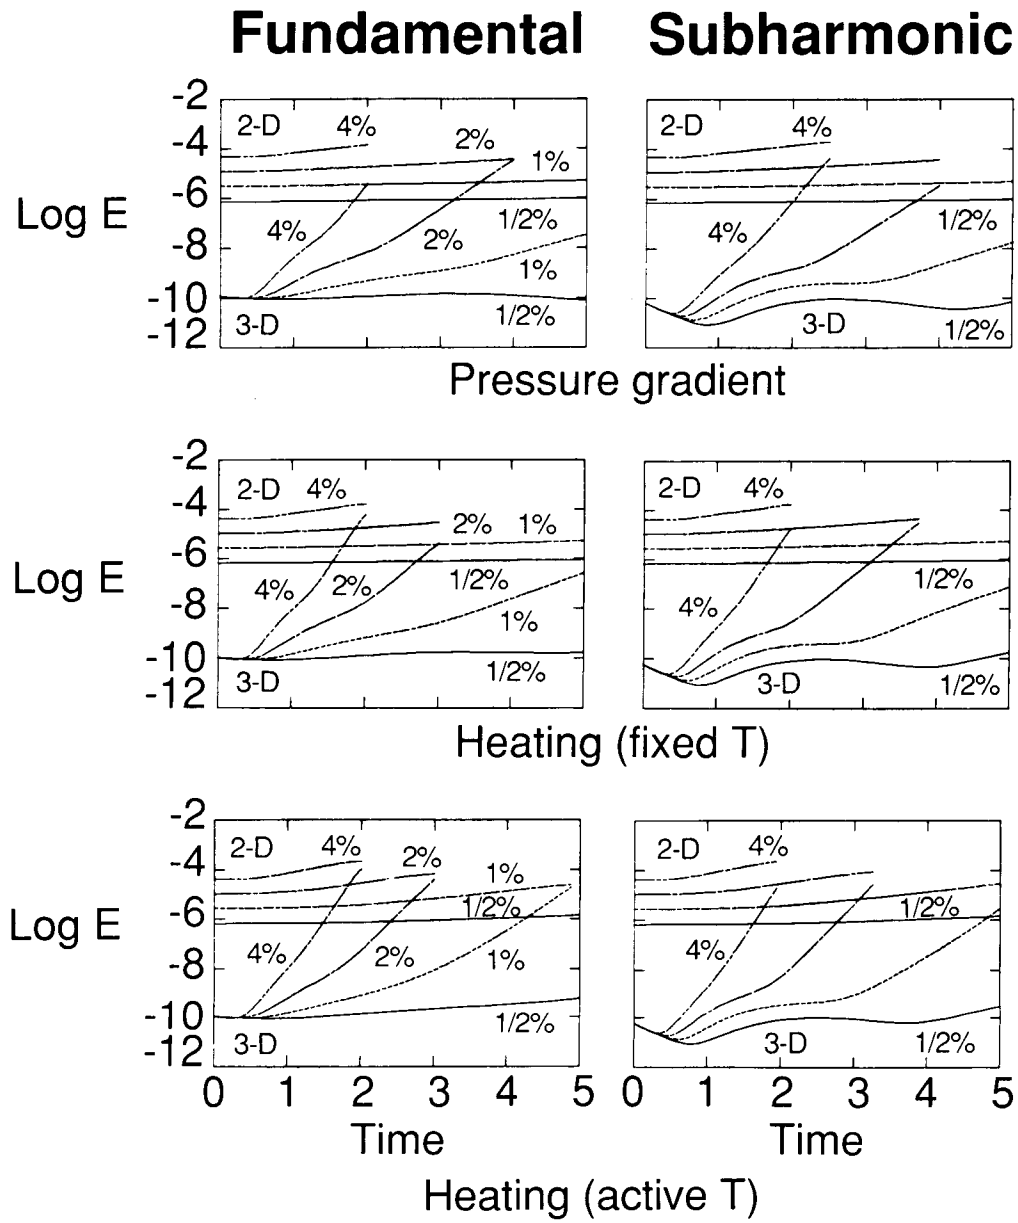 Fundamental Subharmonic
-2
2-D 4% 2% 4%
-4
1%
Log E -6
4% 2% 1/2% 4% 1/2%
-8
1%
-10
3-D 1/2% 3-D 1/2%
-12
Pressure gradient
-2
2-D 4% 2-D 4%
-4
2% 1%
Log E -6
4% 2% 1/2% 4% 1/2%
-8
1%
-10
3-D 1/2% 3-D 1/2%
-12
Heating (fixed T)
-2
2-D 4% 2% 2-D 4%
-4
1%
Log E -6
1/2% 1/2%
4% 2% 1% 4%
-8
-10
3-D 1/2% 3-D 1/2%
-12
0 1 2 3 4 5 0 1 2 3 4 5
Time Time
Heating (active T)